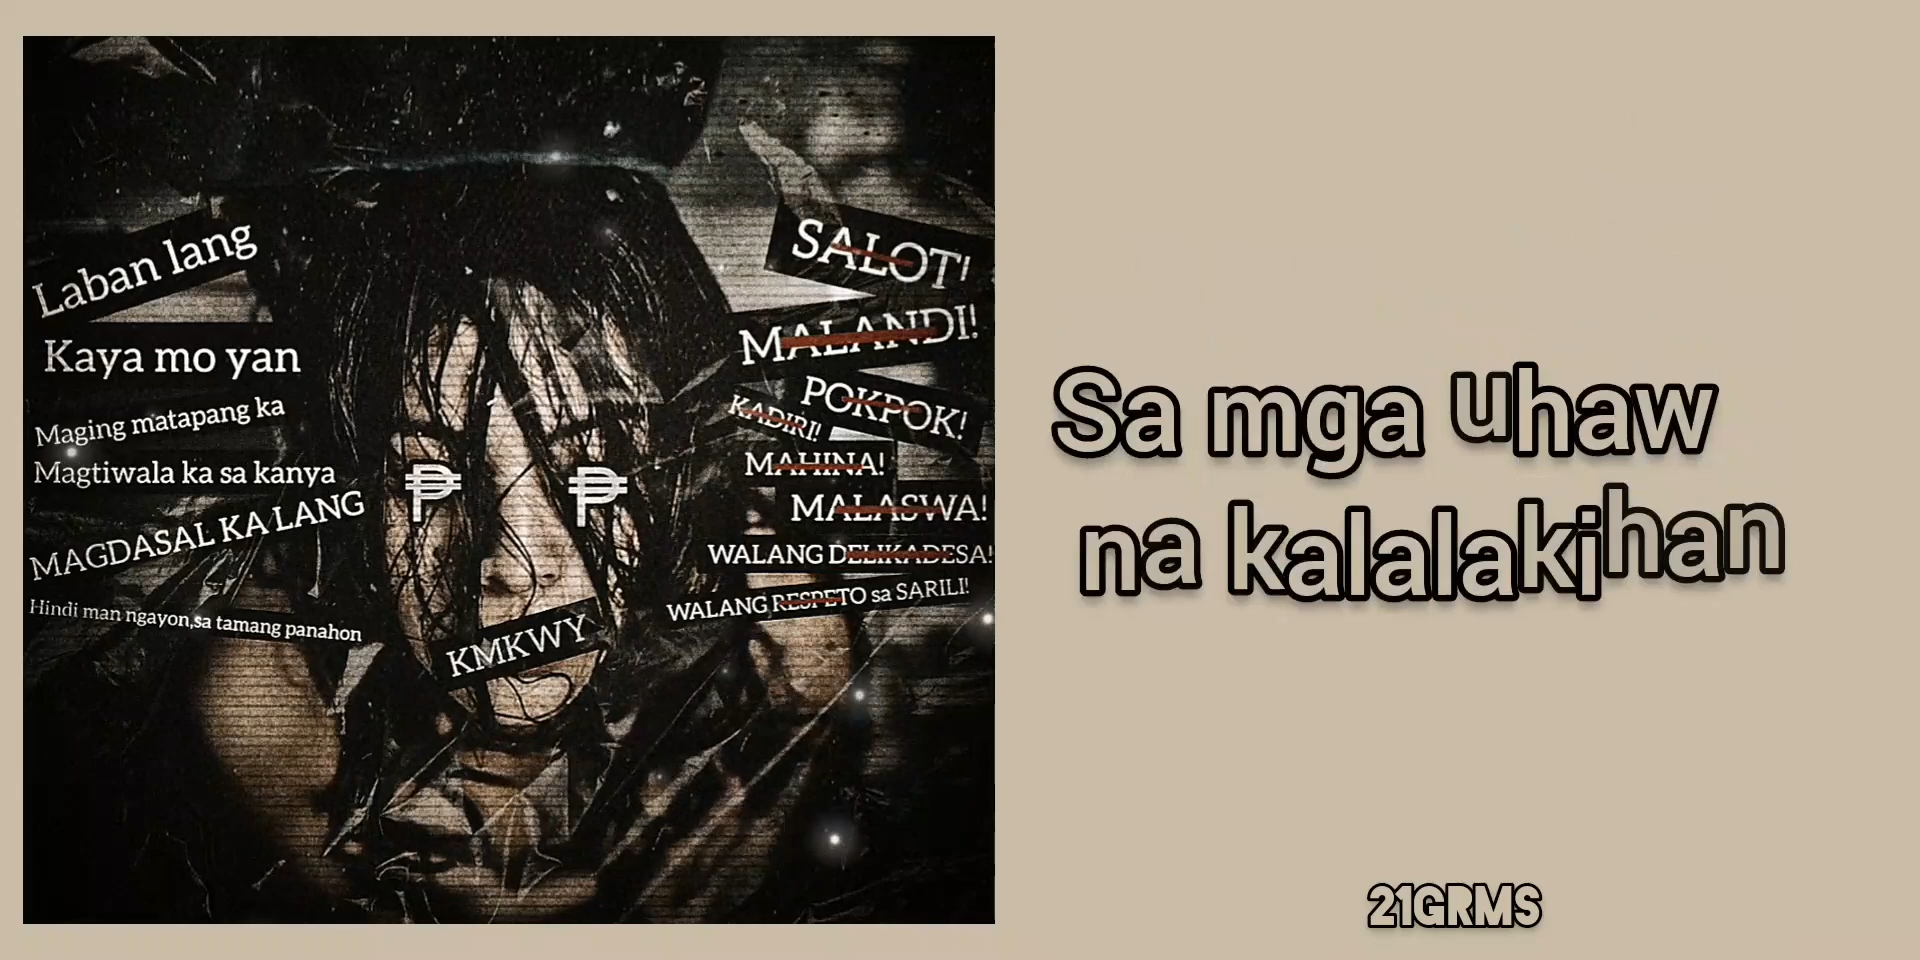 Laban lang
Kaya mo yan
Maging matapang ka
Magtiwala ka sa kanya
MAGDASAL KA LANG
Hindi man ngayon,sa tamang panahon
₱ ₱
KMKWY
SALOT!
MALANDI!
POKPOK!
KADIRI!
MAHINA!
MALASWA!
WALANG DELIKADESA!
WALANG RESPETO sa SARILI!
Sa mga uhaw
na kalalakihan
21GRMS